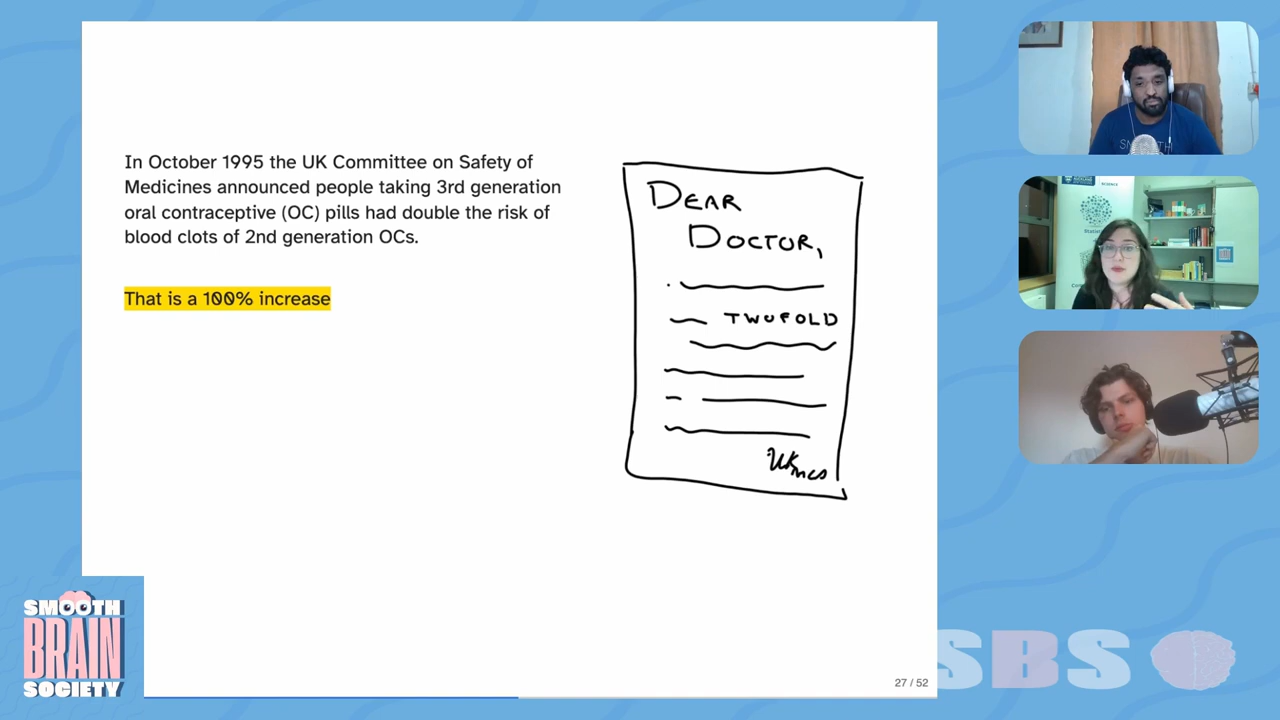 In October 1995 the UK Committee on Safety of
Medicines announced people taking 3rd generation
oral contraceptive (OC) pills had double the risk of
blood clots of 2nd generation OCs.
That is a 100% increase
DEAR
DOCTOR,
TWOFOLD
27 / 52
SMOOTH
BRAIN
SOCIETY
SBS
SCIENCE